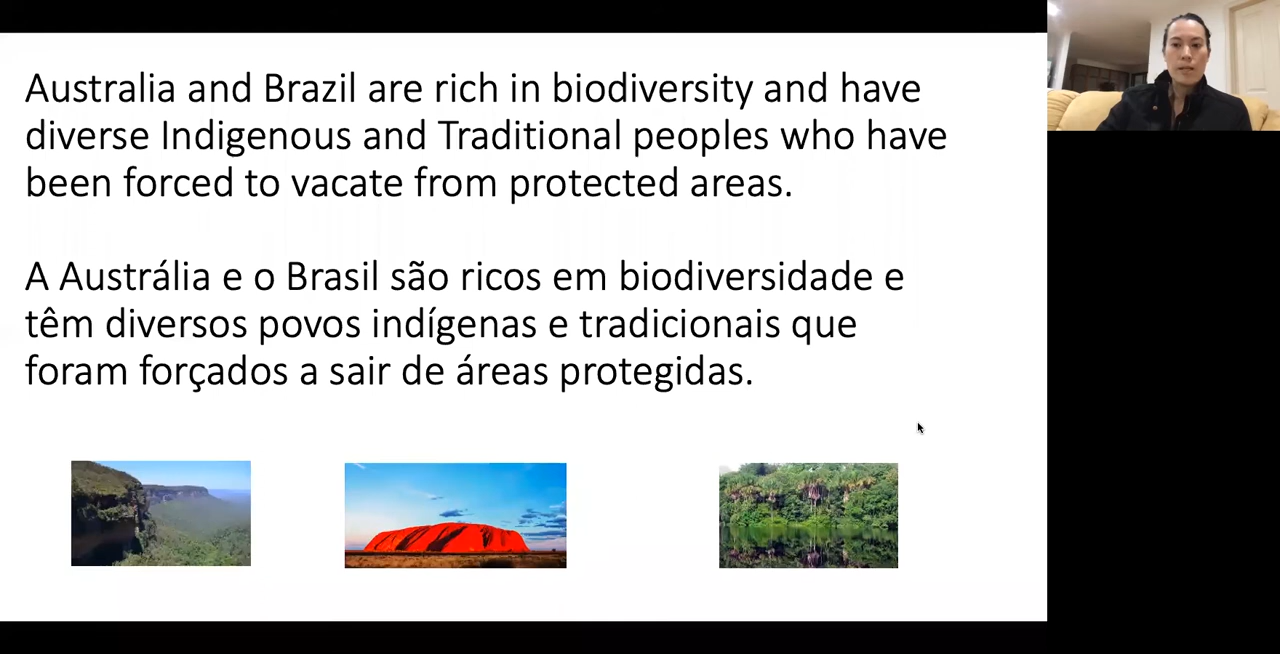 Australia and Brazil are rich in biodiversity and have
diverse Indigenous and Traditional peoples who have
been forced to vacate from protected areas.
A Austrália e o Brasil são ricos em biodiversidade e
têm diversos povos indígenas e tradicionais que
foram forçados a sair de áreas protegidas.